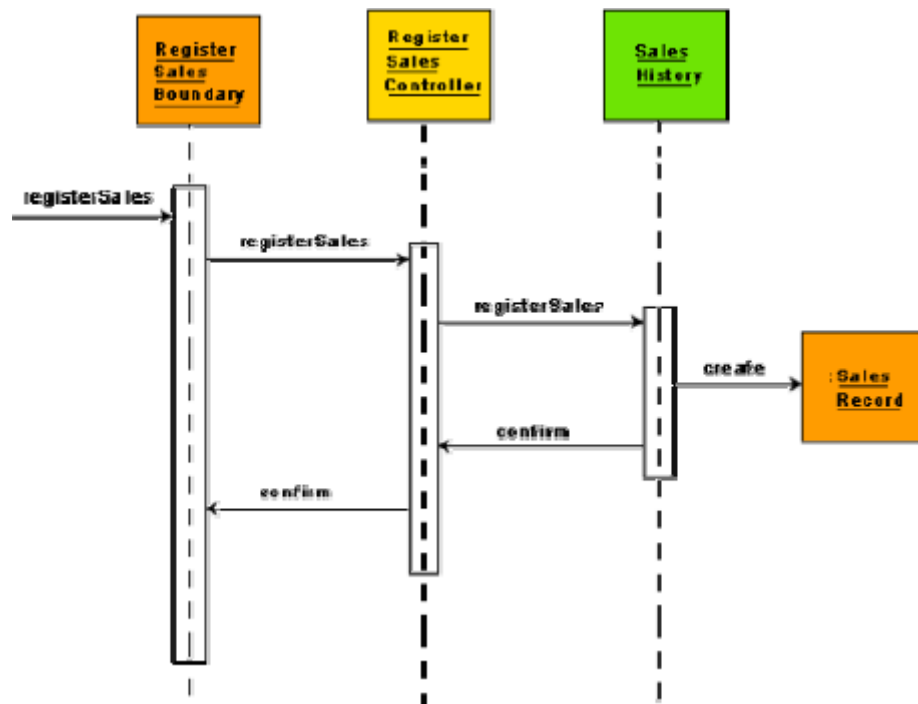 Register
Sales
Boundary
Register
Sales
Controller
Sales
History
registerSales
registerSales
registerSales
create
:Sales
Record
confirm
confirm